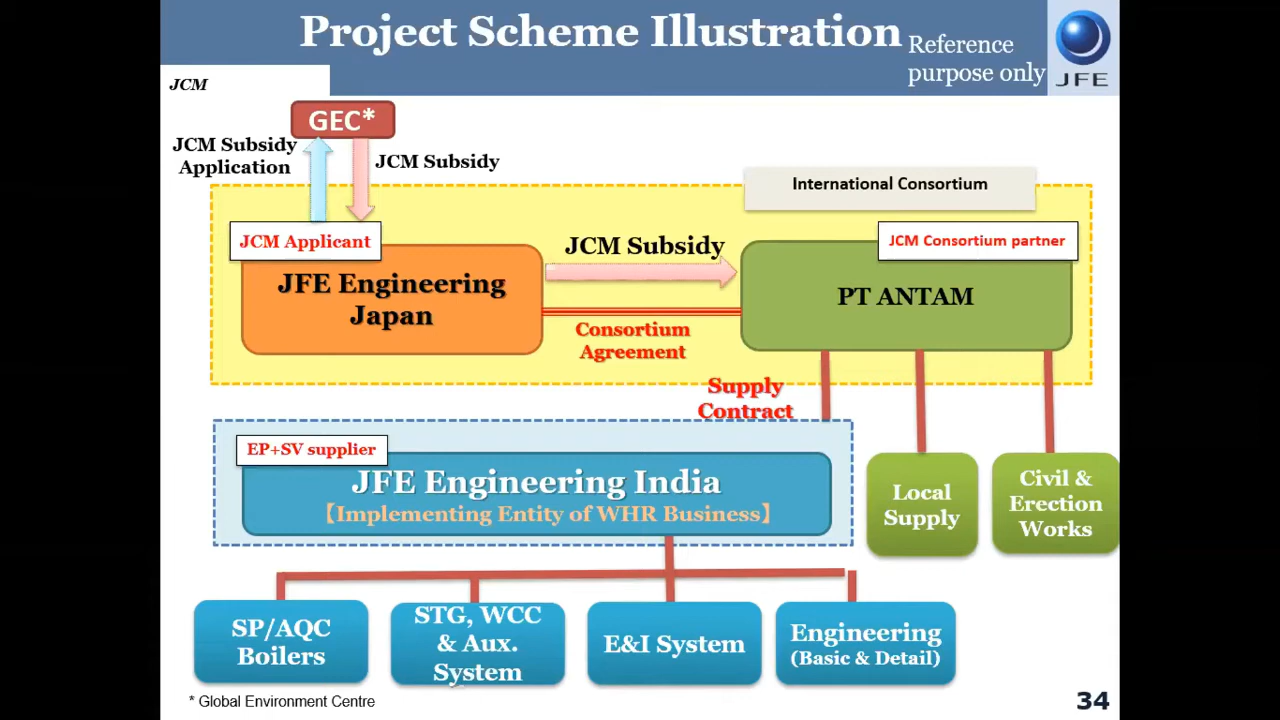 Project Scheme Illustration
Reference
purpose only
JFE
JCM
GEC*
JCM Subsidy
Application
JCM Subsidy
International Consortium
JCM Applicant
JFE Engineering
Japan
JCM Subsidy
Consortium
Agreement
JCM Consortium partner
PT ANTAM
Supply
Contract
EP+SV supplier
JFE Engineering India
【Implementing Entity of WHR Business】
Local
Supply
Civil &
Erection
Works
SP/AQC
Boilers
STG, WCC
& Aux.
System
E&I System
Engineering
(Basic & Detail)
* Global Environment Centre
34